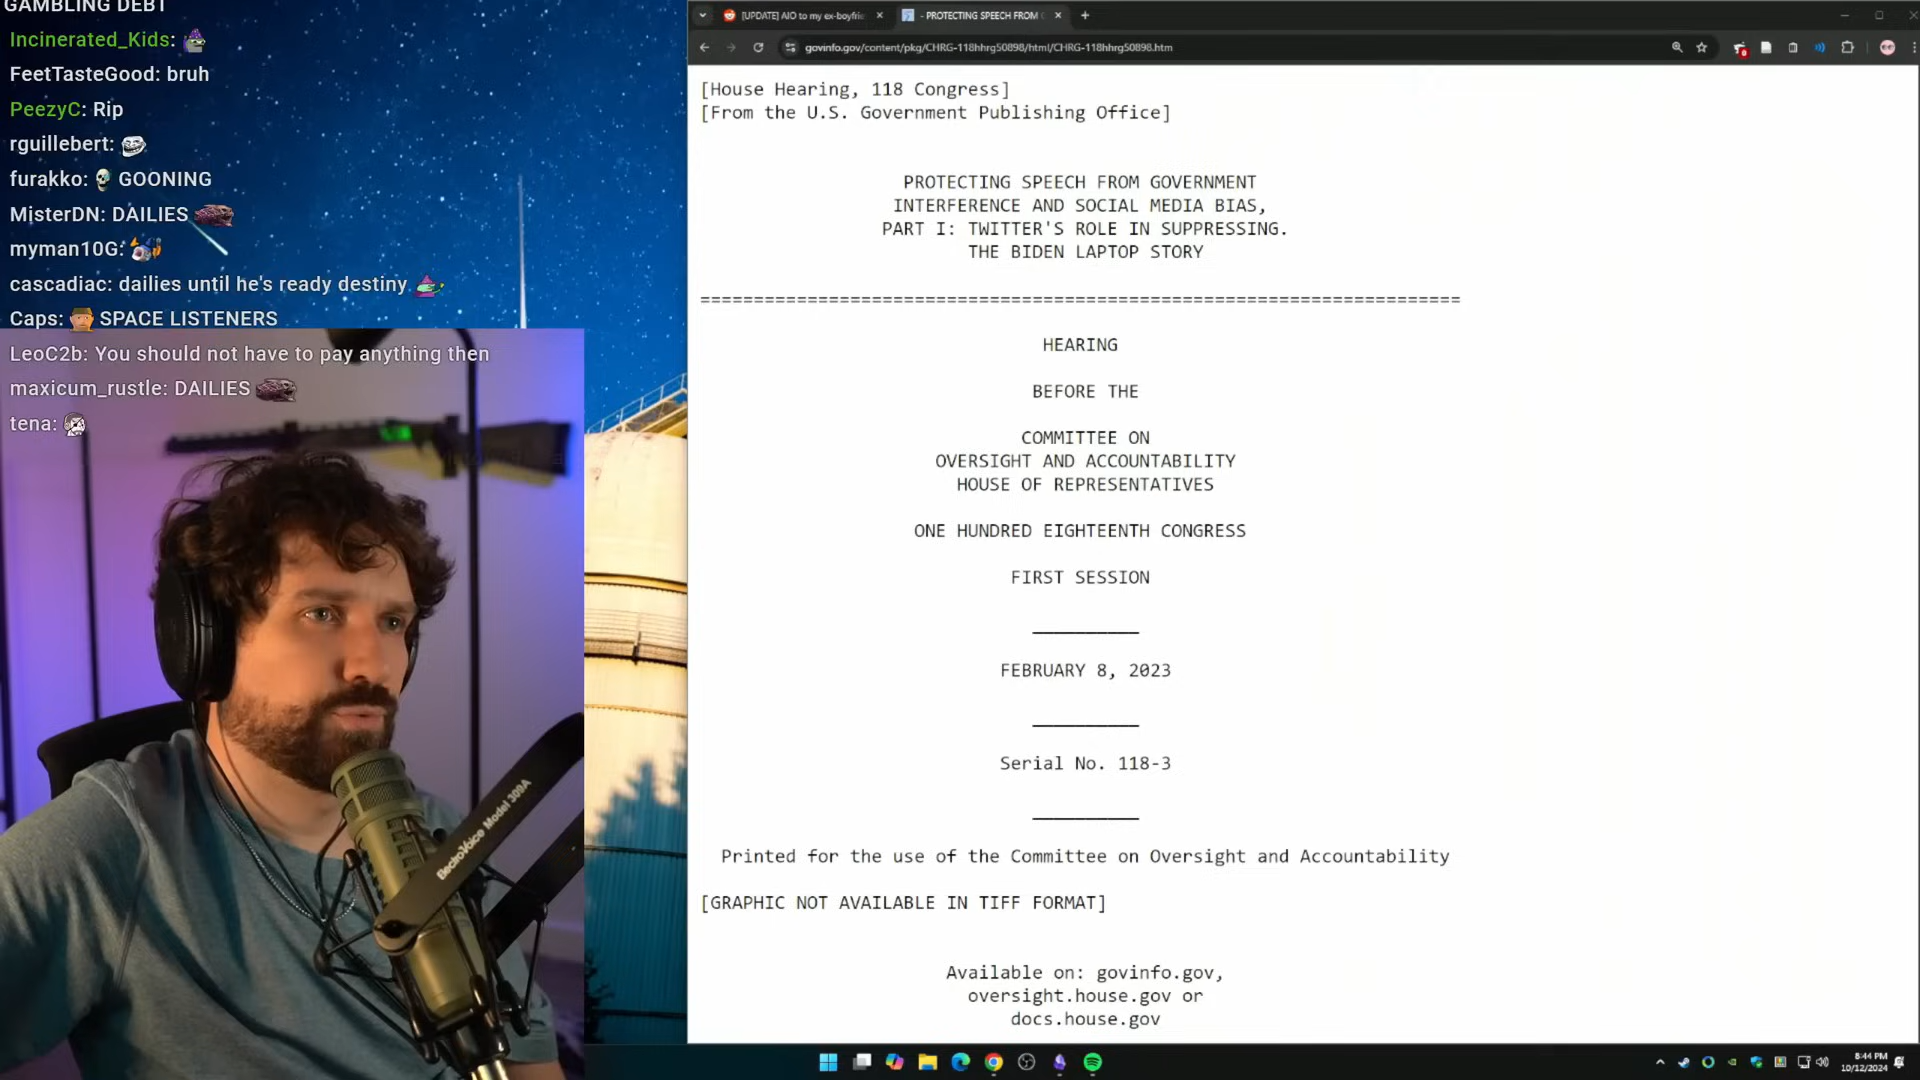 GAMBLING DEBT
Incinerated_Kids:
FeetTasteGood: bruh
PeezyC: Rip
rguillebert:
furakko: GOONING
MisterDN: DAILIES
myman10G:
cascadiac: dailies until he's ready destiny
Caps: SPACE LISTENERS
LeoC2b: You should not have to pay anything then
maxicum_rustle: DAILIES
tena:
ElectroVoice Model 309A
[UPDATE] AIO to my ex-boyfrie
- PROTECTING SPEECH FROM G
govinfo.gov/content/pkg/CHRG-118hhrg50898/html/CHRG-118hhrg50898.htm
[House Hearing, 118 Congress]
[From the U.S. Government Publishing Office]
PROTECTING SPEECH FROM GOVERNMENT
INTERFERENCE AND SOCIAL MEDIA BIAS,
PART I: TWITTER'S ROLE IN SUPPRESSING.
THE BIDEN LAPTOP STORY
=======================================================================
HEARING
BEFORE THE
COMMITTEE ON
OVERSIGHT AND ACCOUNTABILITY
HOUSE OF REPRESENTATIVES
ONE HUNDRED EIGHTEENTH CONGRESS
FIRST SESSION
__________
FEBRUARY 8, 2023
__________
Serial No. 118-3
__________
Printed for the use of the Committee on Oversight and Accountability
[GRAPHIC NOT AVAILABLE IN TIFF FORMAT]
Available on: govinfo.gov,
oversight.house.gov or
docs.house.gov
8:44 PM
10/12/2024